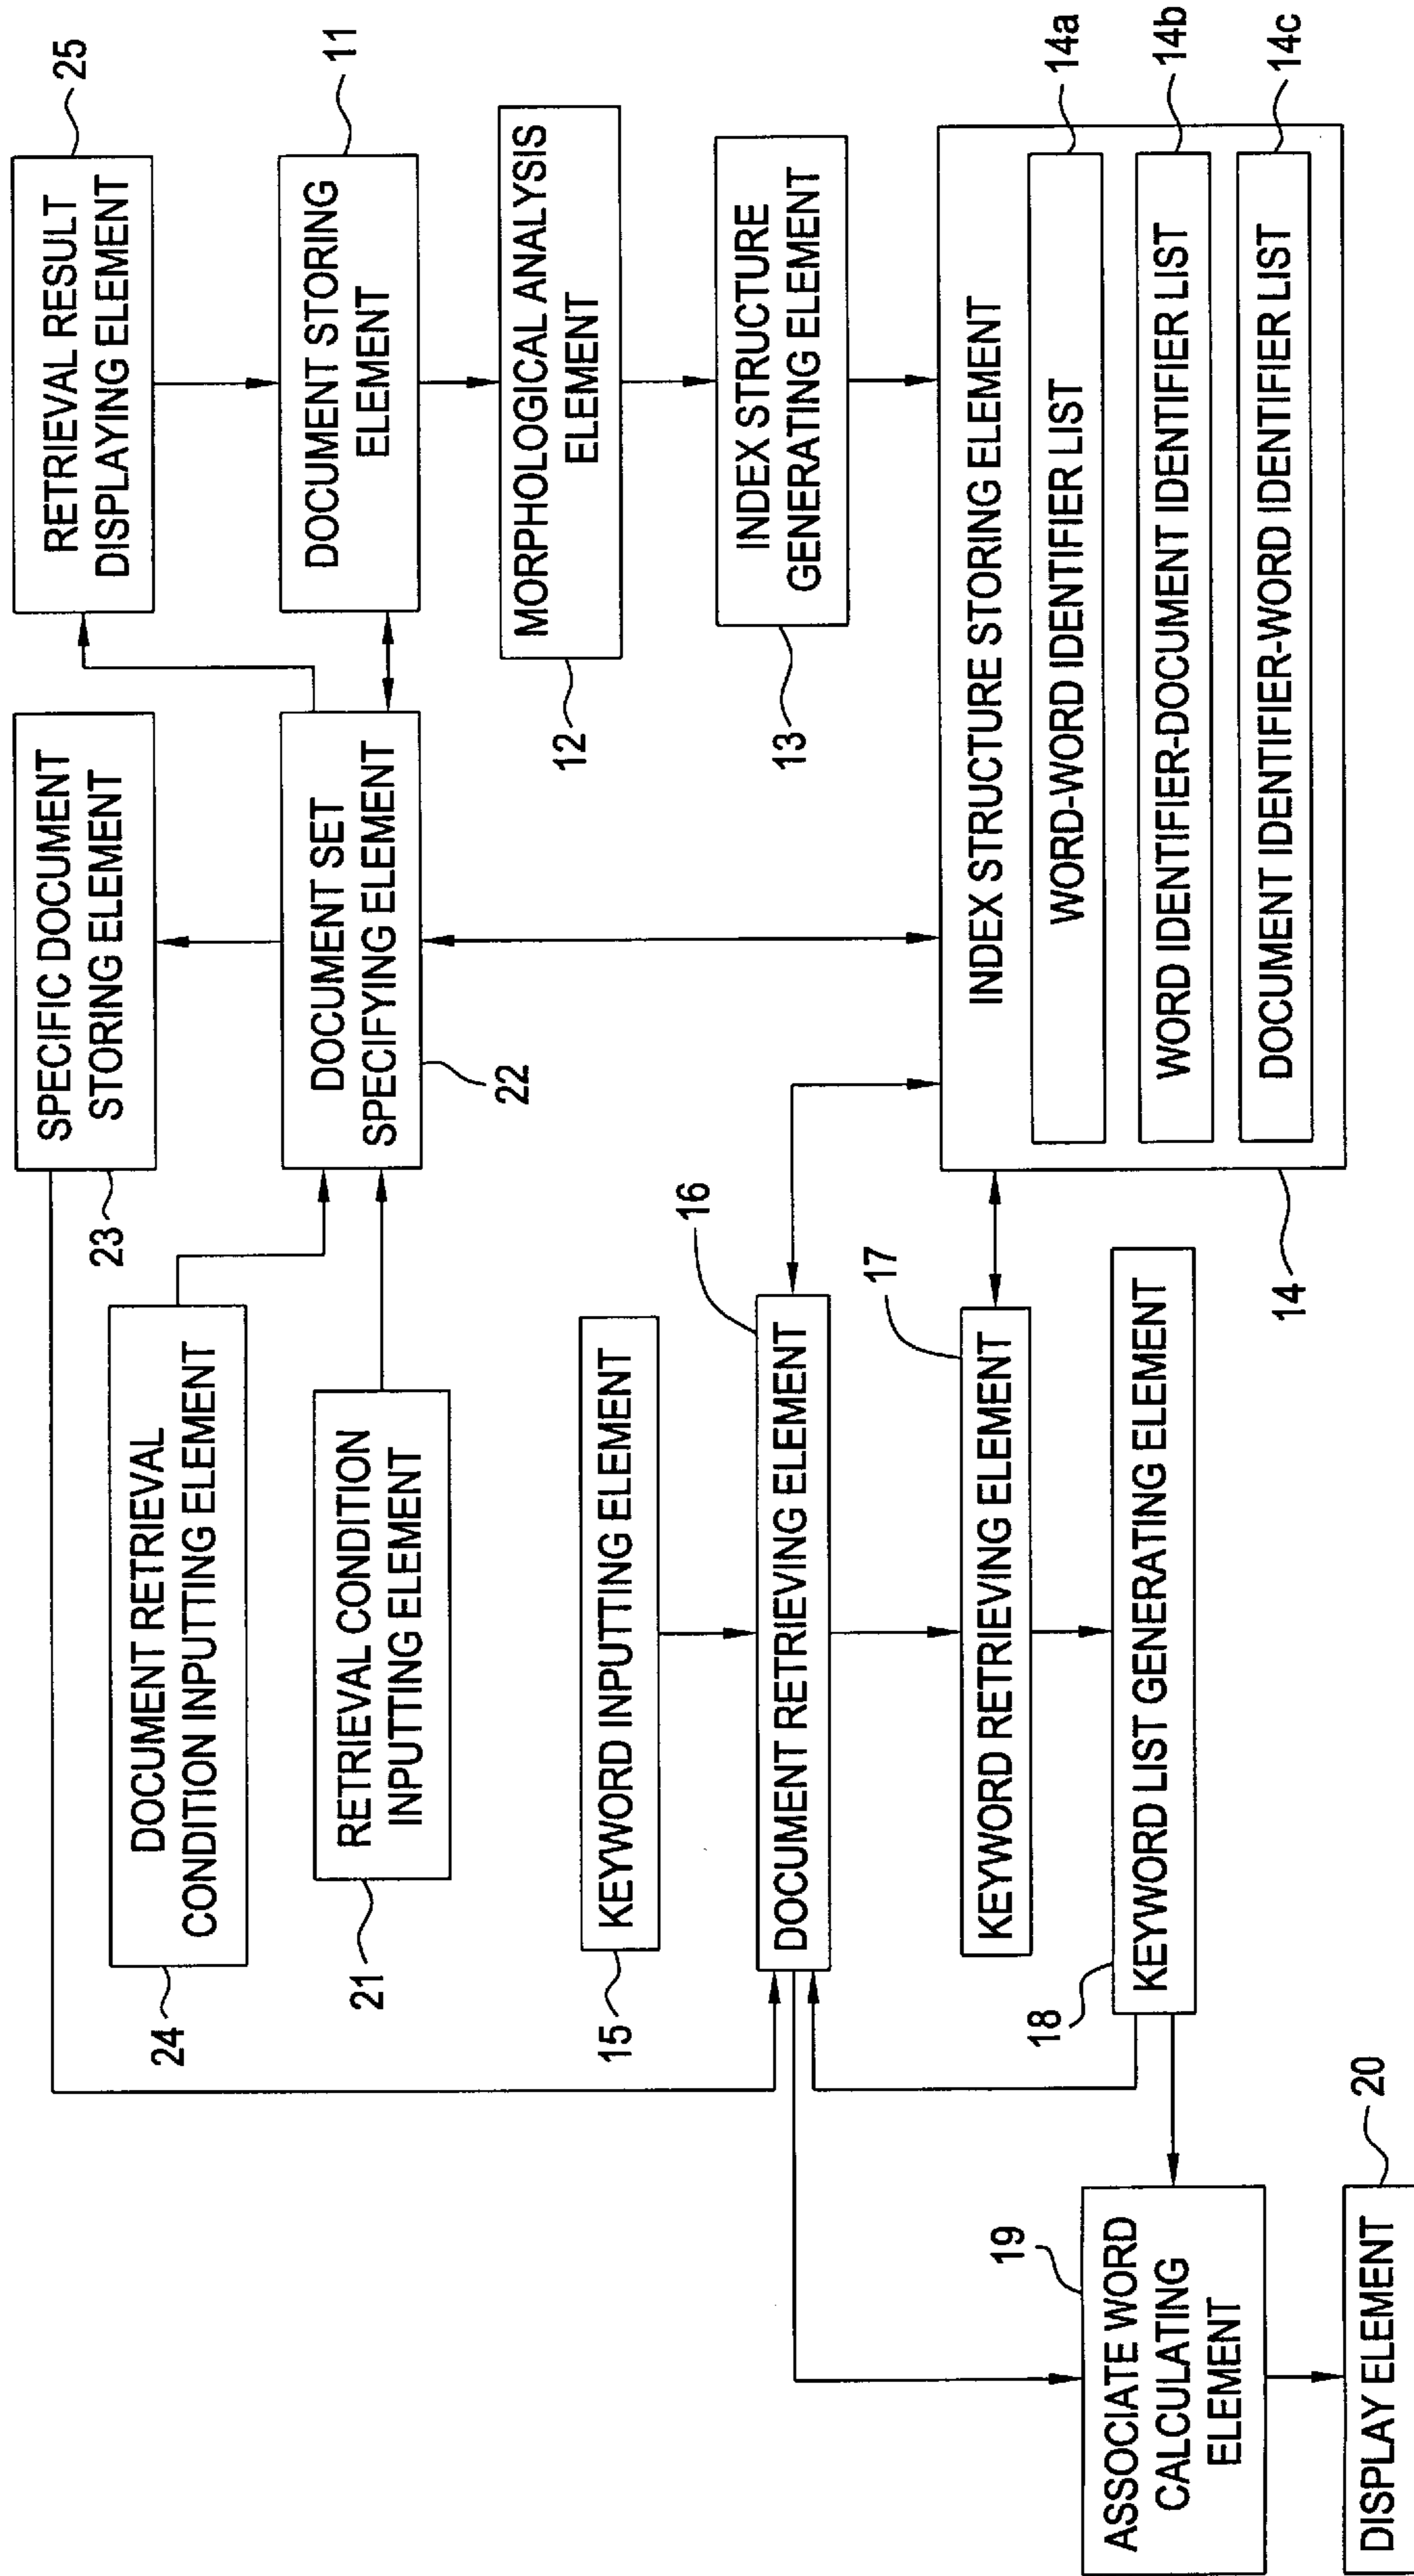 25
RETRIEVAL RESULT
DISPLAYING ELEMENT
11
DOCUMENT STORING
ELEMENT
MORPHOLOGICAL ANALYSIS
ELEMENT
12
INDEX STRUCTURE
GENERATING ELEMENT
13
SPECIFIC DOCUMENT
STORING ELEMENT
23
DOCUMENT SET
SPECIFYING ELEMENT
22
INDEX STRUCTURE STORING ELEMENT
WORD-WORD IDENTIFIER LIST
14a
WORD IDENTIFIER-DOCUMENT IDENTIFIER LIST
14b
DOCUMENT IDENTIFIER-WORD IDENTIFIER LIST
14c
14
DOCUMENT RETRIEVAL
CONDITION INPUTTING ELEMENT
24
RETRIEVAL CONDITION
INPUTTING ELEMENT
21
KEYWORD INPUTTING ELEMENT
15
16
DOCUMENT RETRIEVING ELEMENT
17
KEYWORD RETRIEVING ELEMENT
KEYWORD LIST GENERATING ELEMENT
18
19
ASSOCIATE WORD
CALCULATING
ELEMENT
20
DISPLAY ELEMENT